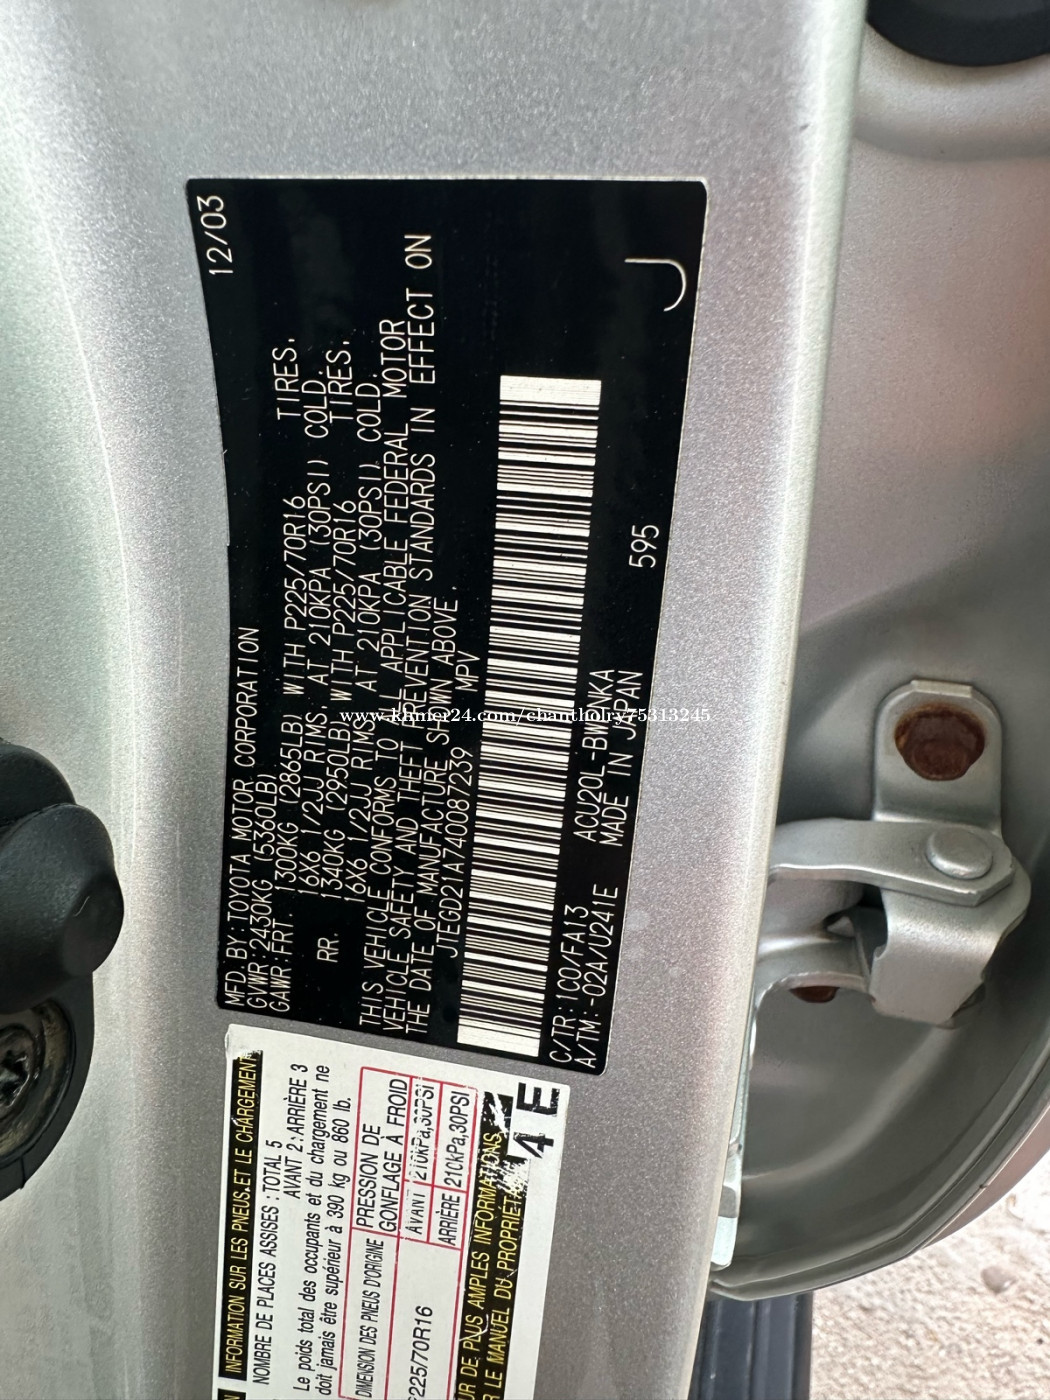 MFD. BY: TOYOTA MOTOR CORPORATION 12/03
GVWR: 2430KG (5360LB)
GAWR: FRT. 1300KG (2865LB) WITH P225/70R16 TIRES,
16X6 1/2JJ RIMS, AT 210KPA (30PSI) COLD.
RR. 1340KG (2950LB) WITH P225/70R16 TIRES,
16X6 1/2JJ RIMS, AT 210KPA (30PSI) COLD.
THIS VEHICLE CONFORMS TO ALL APPLICABLE FEDERAL MOTOR
VEHICLE SAFETY AND THEFT PREVENTION STANDARDS IN EFFECT ON
THE DATE OF MANUFACTURE SHOWN ABOVE.
JTEGD21A740087239 MPV
C/TR: 1C0/FA13 ACU20L-BWPWKA
A/TM: -02A/U241E MADE IN JAPAN 595
J
INFORMATION SUR LES PNEUS ET LE CHARGEMENT
NOMBRE DE PLACES ASSISES : TOTAL 5
AVANT 2 : ARRIÈRE 3
Le poids total des occupants et du chargement ne
doit jamais être supérieur à 390 kg ou 860 lb.
DIMENSION DES PNEUS D'ORIGINE
PRESSION DE
GONFLAGE À FROID
225/70R16
AVANT 210kPa,30PSI
ARRIÈRE 210kPa,30PSI
DE PLUS AMPLES INFORMATIONS,
LE MANUEL DU PROPRIÉTA
4E
www.khmer24.com/chantholry75313245